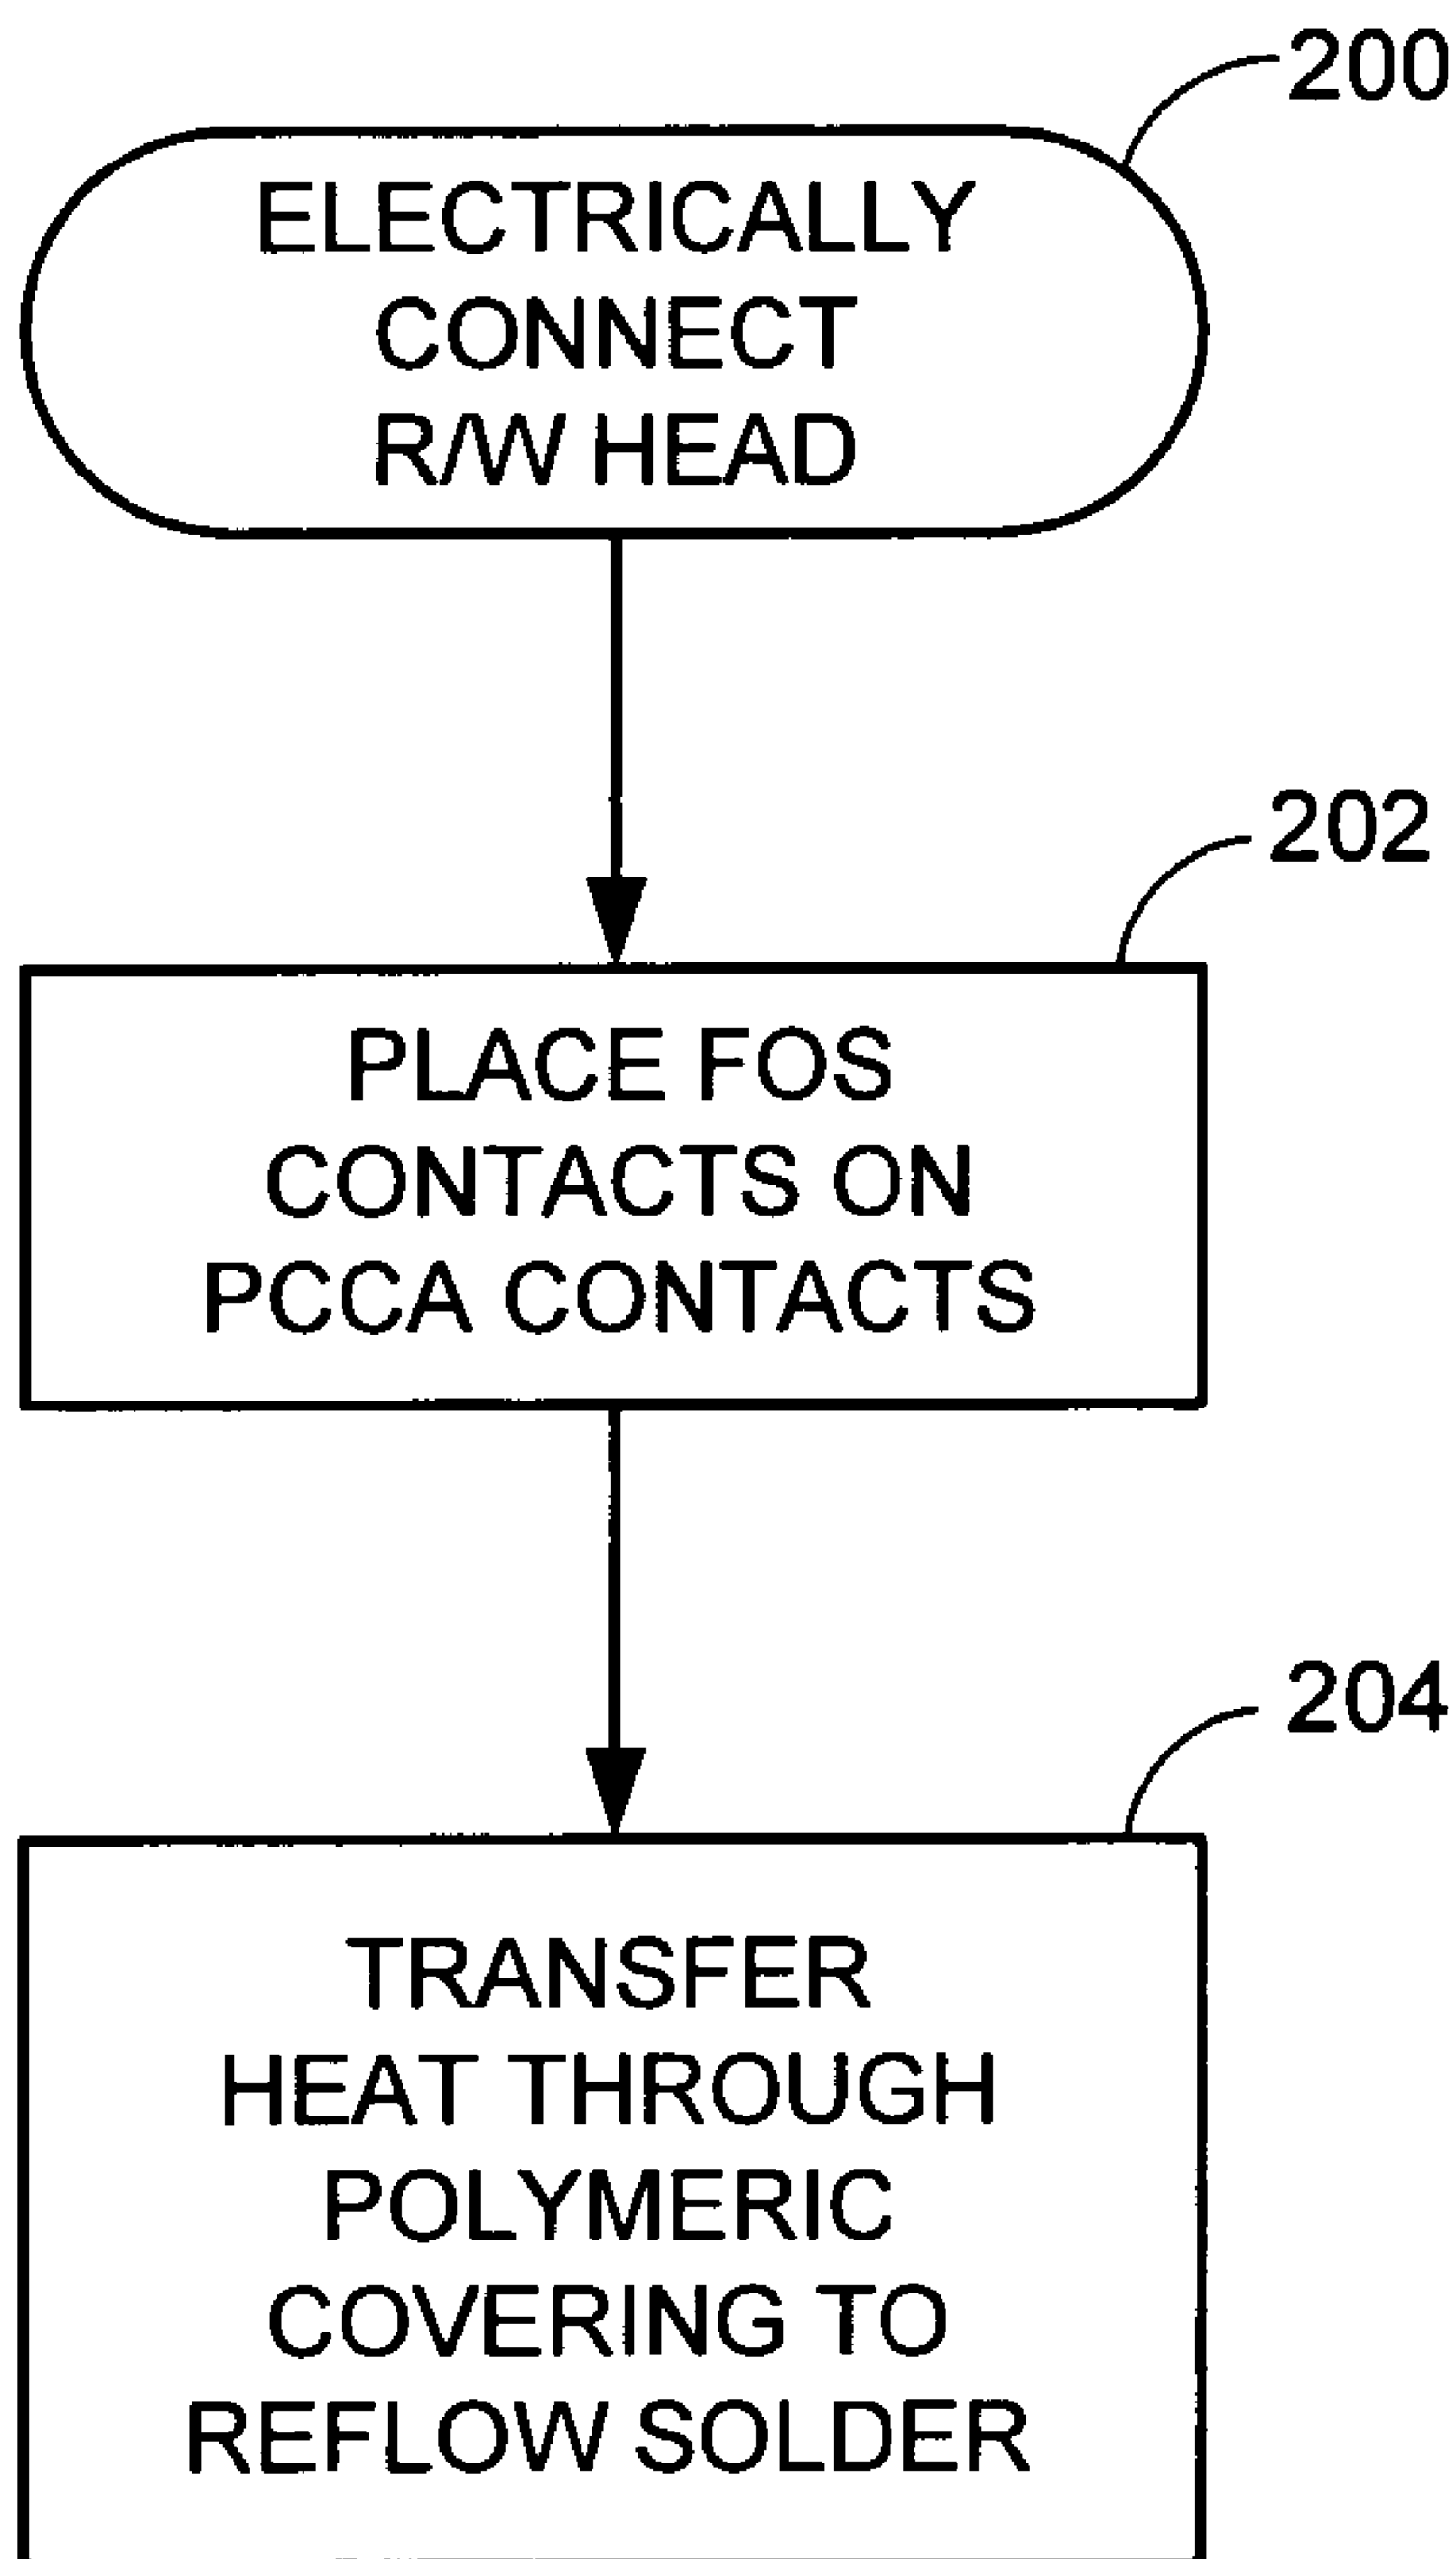 200
ELECTRICALLY
CONNECT
R/W HEAD
202
PLACE FOS
CONTACTS ON
PCCA CONTACTS
204
TRANSFER
HEAT THROUGH
POLYMERIC
COVERING TO
REFLOW SOLDER